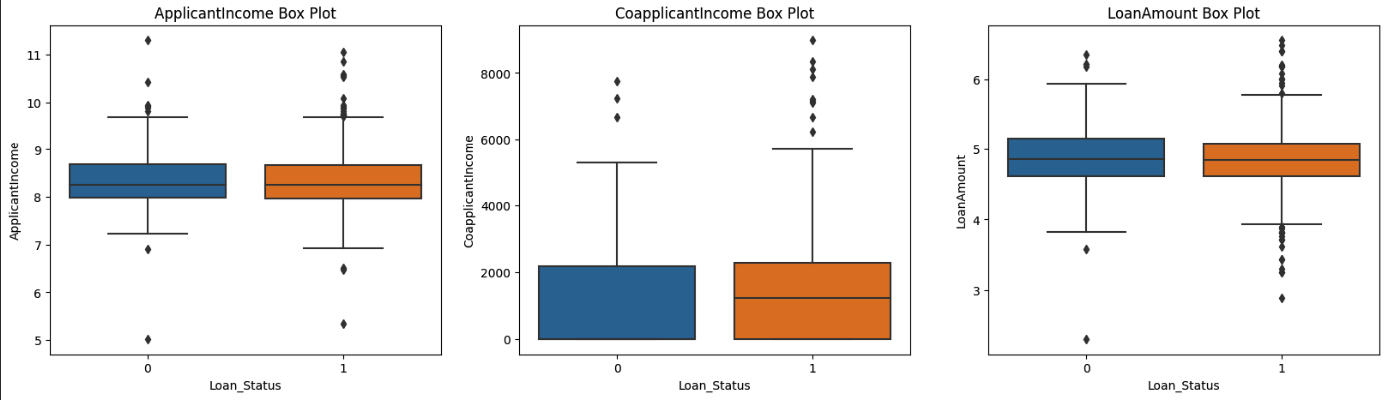 ApplicantIncome Box Plot
11
10
9
8
7
6
5
ApplicantIncome
0 1
Loan_Status
CoapplicantIncome Box Plot
8000
6000
4000
2000
0
CoapplicantIncome
0 1
Loan_Status
LoanAmount Box Plot
6
5
4
3
LoanAmount
0 1
Loan_Status